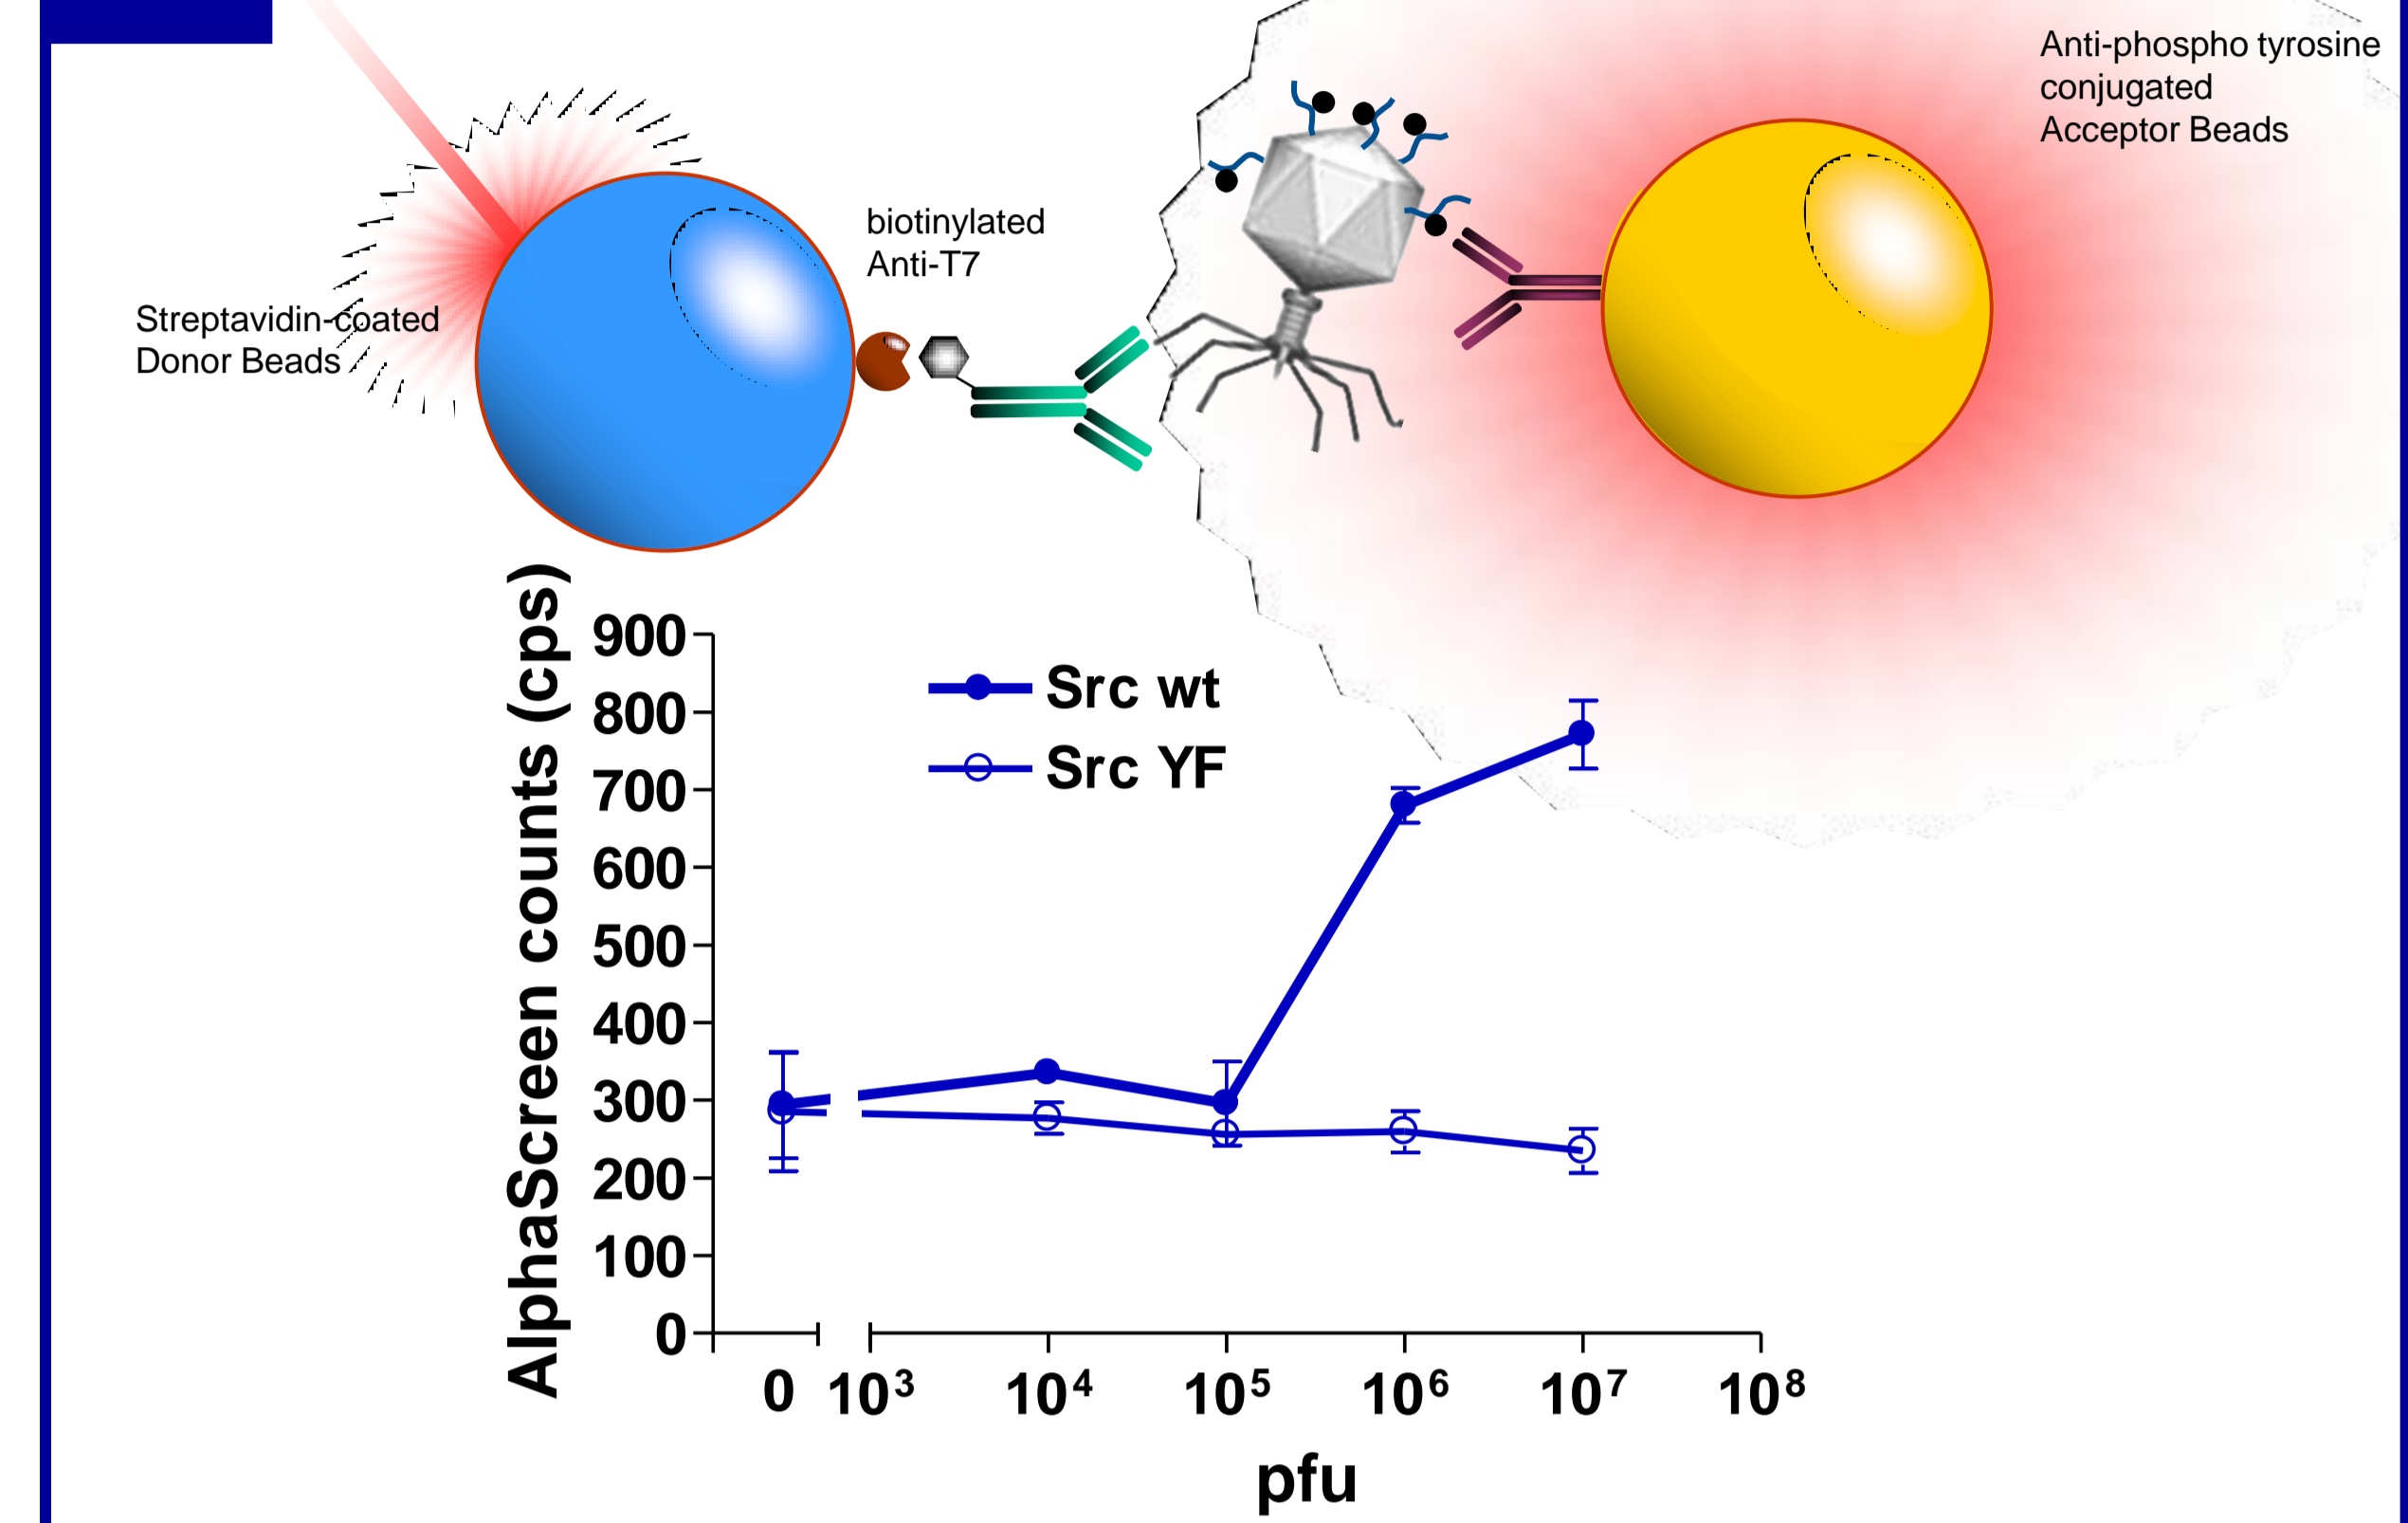 Anti-phospho tyrosine
conjugated
Acceptor Beads
biotinylated
Anti-T7
Streptavidin-coated
Donor Beads
AlphaScreen counts (cps)
900
800
700
600
500
400
300
200
100
0
Src wt
Src YF
0 10³ 10⁴ 10⁵ 10⁶ 10⁷ 10⁸
pfu